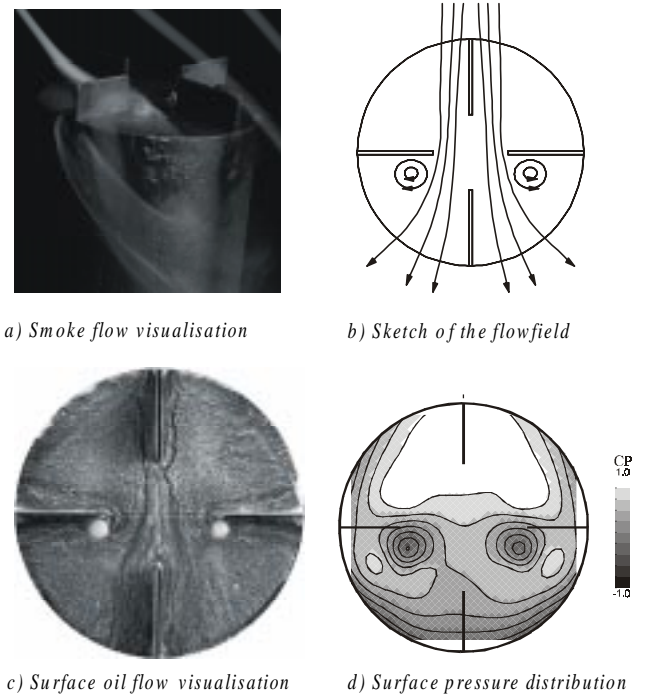 a) Smoke flow visualisation
b) Sketch of the flowfield
CP
1.0
-1.0
c) Surface oil flow visualisation
d) Surface pressure distribution